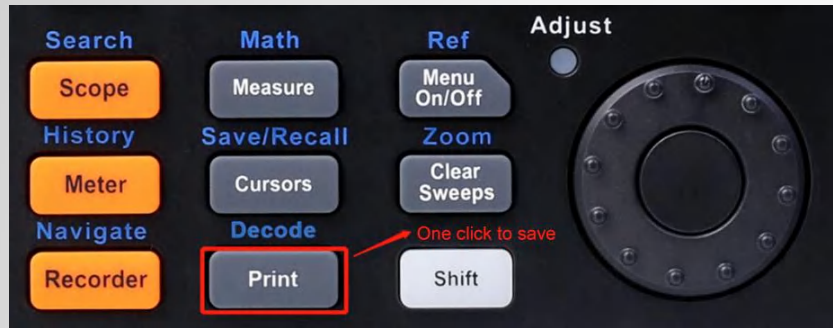 Search Math Ref Adjust
Scope Measure Menu On/Off
History Save/Recall Zoom
Meter Cursors Clear Sweeps
Navigate Decode One click to save
Recorder Print Shift